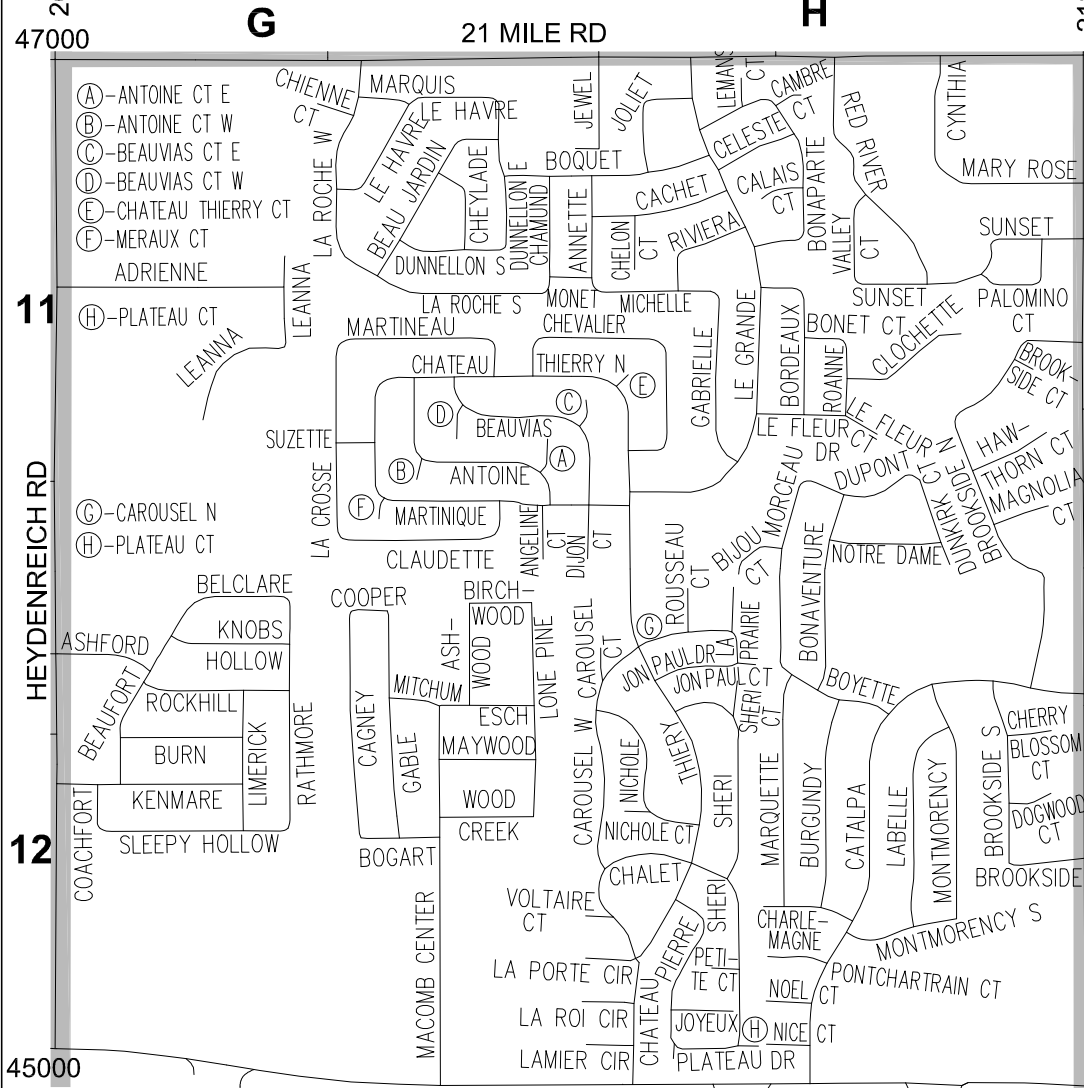 G
H
47000
21 MILE RD
Ⓐ-ANTOINE CT E
Ⓑ-ANTOINE CT W
Ⓒ-BEAUVIAS CT E
Ⓓ-BEAUVIAS CT W
Ⓔ-CHATEAU THIERRY CT
Ⓕ-MERAUX CT
ADRIENNE
11
Ⓗ-PLATEAU CT
LEANNA
LEANNA
CHIENNE
CT
MARQUIS
LE HAVRE
LE HAVRE
LA ROCHE W
BEAU JARDIN
CHEYLADE
DUNNELLON E
CHAMUND
DUNNELLON S
LA ROCHE S
JEWEL
JOLIET
BOQUET
ANNETTE
CACHET
CHELON
CT
RIVIERA
MONET
MICHELLE
CHEVALIER
LEMANS
CT
CAMBRE
CT
CELESTE
CALAIS
CT
BONAPARTE
RED RIVER
VALLEY
CT
CYNTHIA
MARY ROSE
SUNSET
SUNSET
PALOMINO
CT
MARTINEAU
CHATEAU
THIERRY N
Ⓔ
Ⓓ
Ⓒ
BEAUVIAS
SUZETTE
Ⓑ
Ⓐ
ANTOINE
LA CROSSE
Ⓕ
MARTINIQUE
CLAUDETTE
ANGELINE
CT
DIJON
CT
GABRIELLE
LE GRANDE
BORDEAUX
BONET CT
ROANNE
CLOCHETTE
LE FLEUR
DR
LE FLEUR
CT
BROOK-
SIDE CT
HAW-
THORN CT
MAGNOLIA
CT
DUPONT
DUNKIRK CT
BROOKSIDE N
MORCEAU
BIJOU
CT
NOTRE DAME
BONAVENTURE
HEYDENREICH RD
Ⓖ-CAROUSEL N
Ⓗ-PLATEAU CT
BELCLARE
KNOBS
HOLLOW
ASHFORD
BEAUFORT
ROCKHILL
BURN
LIMERICK
RATHMORE
KENMARE
SLEEPY HOLLOW
COACHFORT
12
COOPER
BIRCH-
WOOD
ASH-
WOOD
LONE PINE
MITCHUM
CAGNEY
GABLE
ESCH
MAYWOOD
WOOD
CREEK
BOGART
MACOMB CENTER
CAROUSEL
CT
CAROUSEL W
ROUSSEAU
CT
Ⓖ
JON PAUL DR
LA
PRAIRIE
JON PAUL CT
SHERI
CT
THIERY
NICHOLE
NICHOLE CT
SHERI
CHALET
SHERI
VOLTAIRE
CT
PIERRE
PETI-
TE CT
LA PORTE CIR
LA ROI CIR
LAMIER CIR
CHATEAU
JOYEUX
Ⓗ
PLATEAU DR
BOYETTE
MARQUETTE
BURGUNDY
CATALPA
LABELLE
MONTMORENCY
BROOKSIDE S
CHERRY
BLOSSOM
CT
DOGWOOD
CT
BROOKSIDE
CHARLE-
MAGNE
MONTMORENCY S
PONTCHARTRAIN CT
NOEL CT
NICE CT
45000